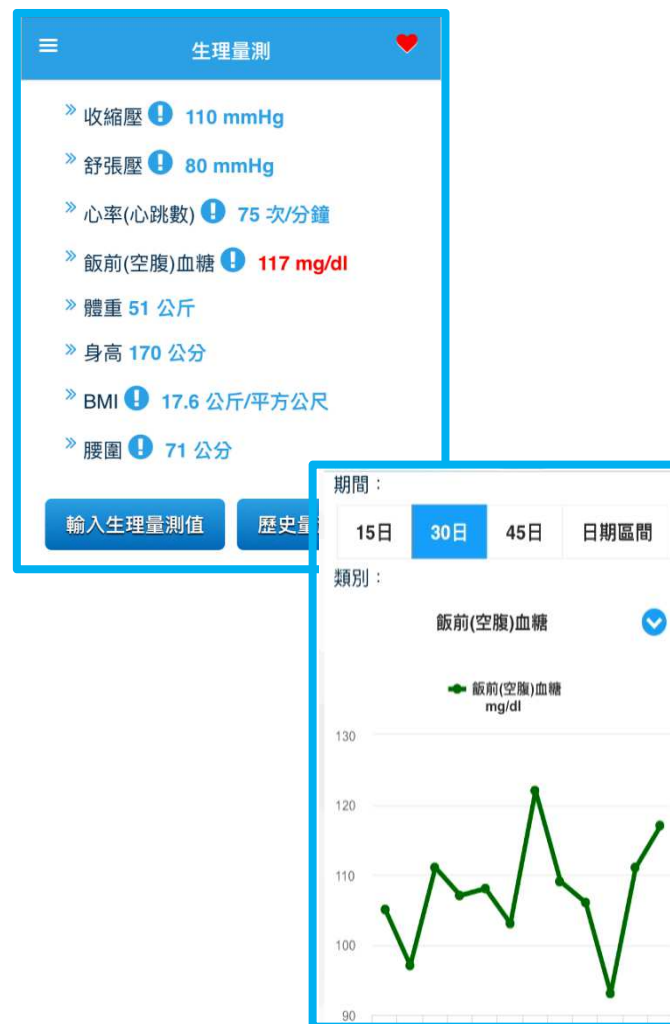 生理量測
收縮壓 110 mmHg
舒張壓 80 mmHg
心率(心跳數) 75 次/分鐘
飯前(空腹)血糖 117 mg/dl
體重 51 公斤
身高 170 公分
BMI 17.6 公斤/平方公尺
腰圍 71 公分
輸入生理量測值 歷史量
期間：
15日 30日 45日 日期區間
類別：
飯前(空腹)血糖
飯前(空腹)血糖
mg/dl
130
120
110
100
90